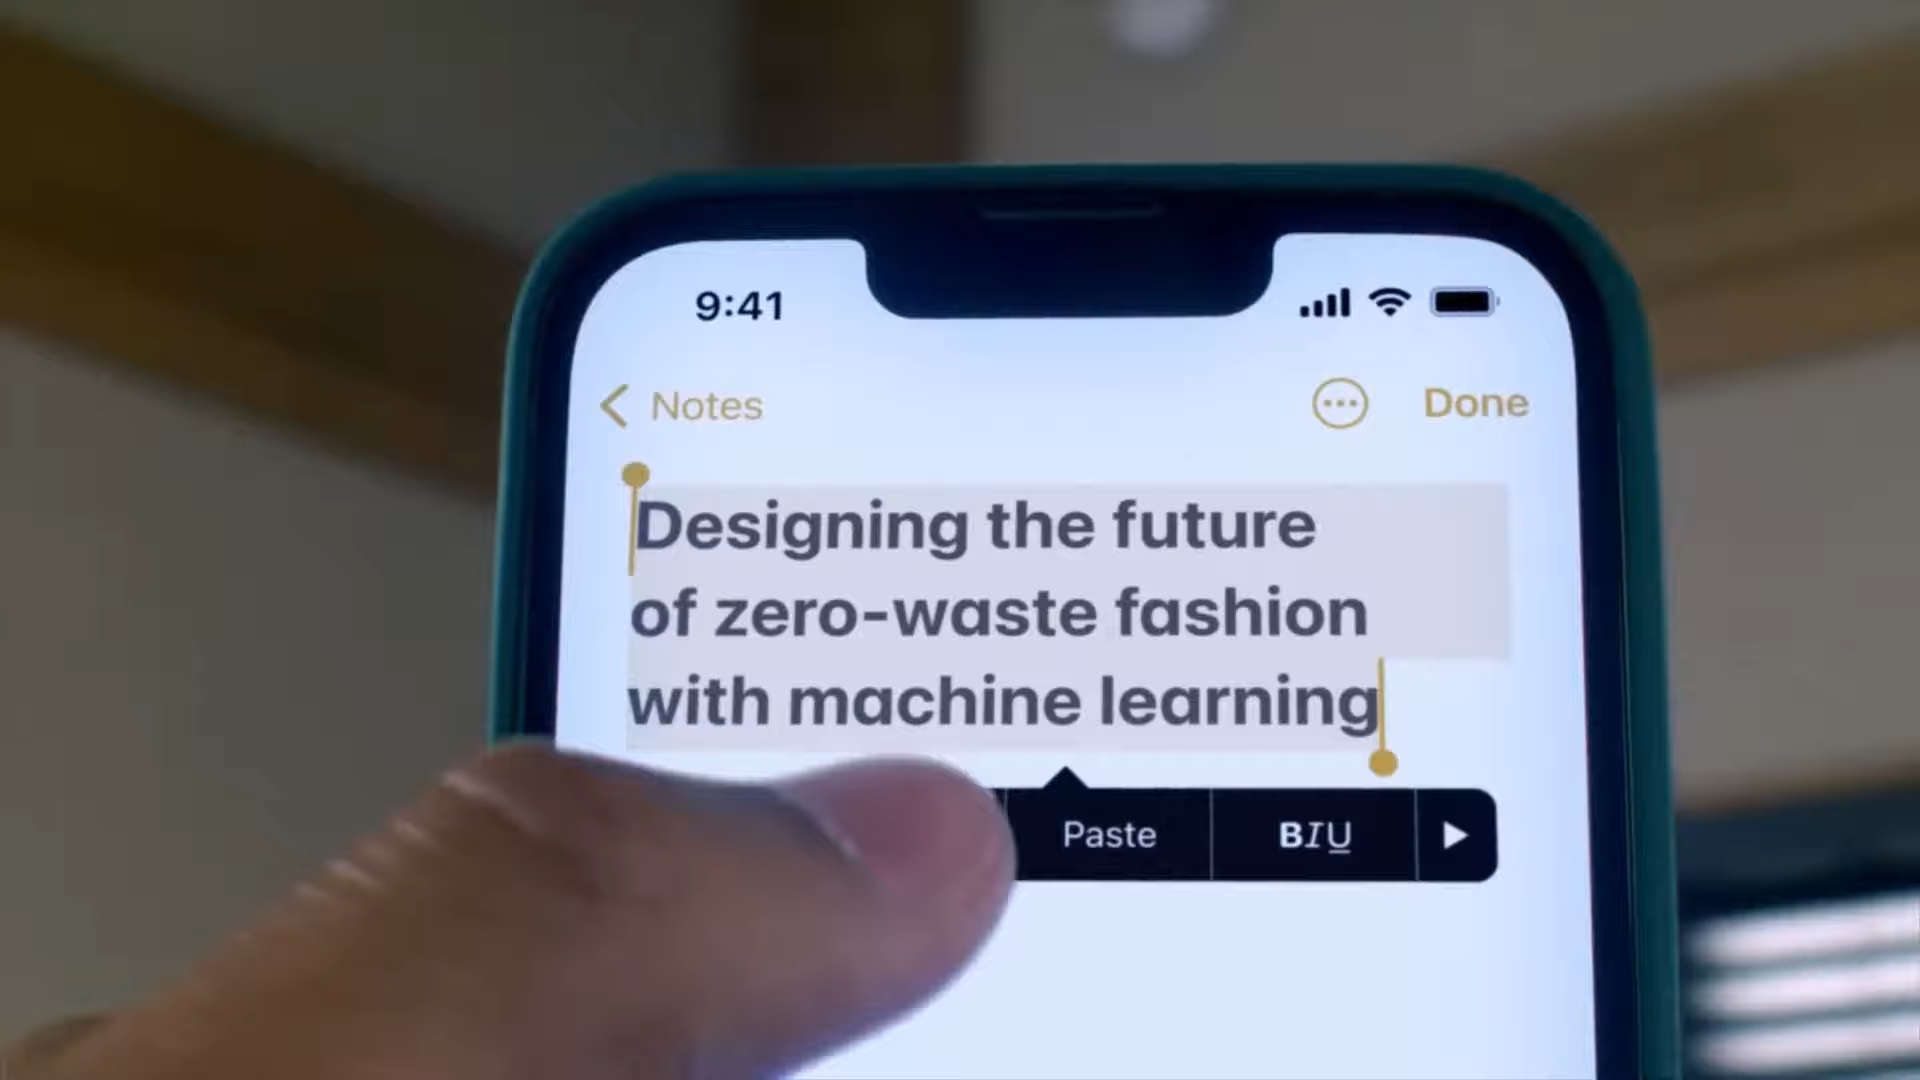 9:41
Notes
Done
Designing the future
of zero-waste fashion
with machine learning
Paste
BIU